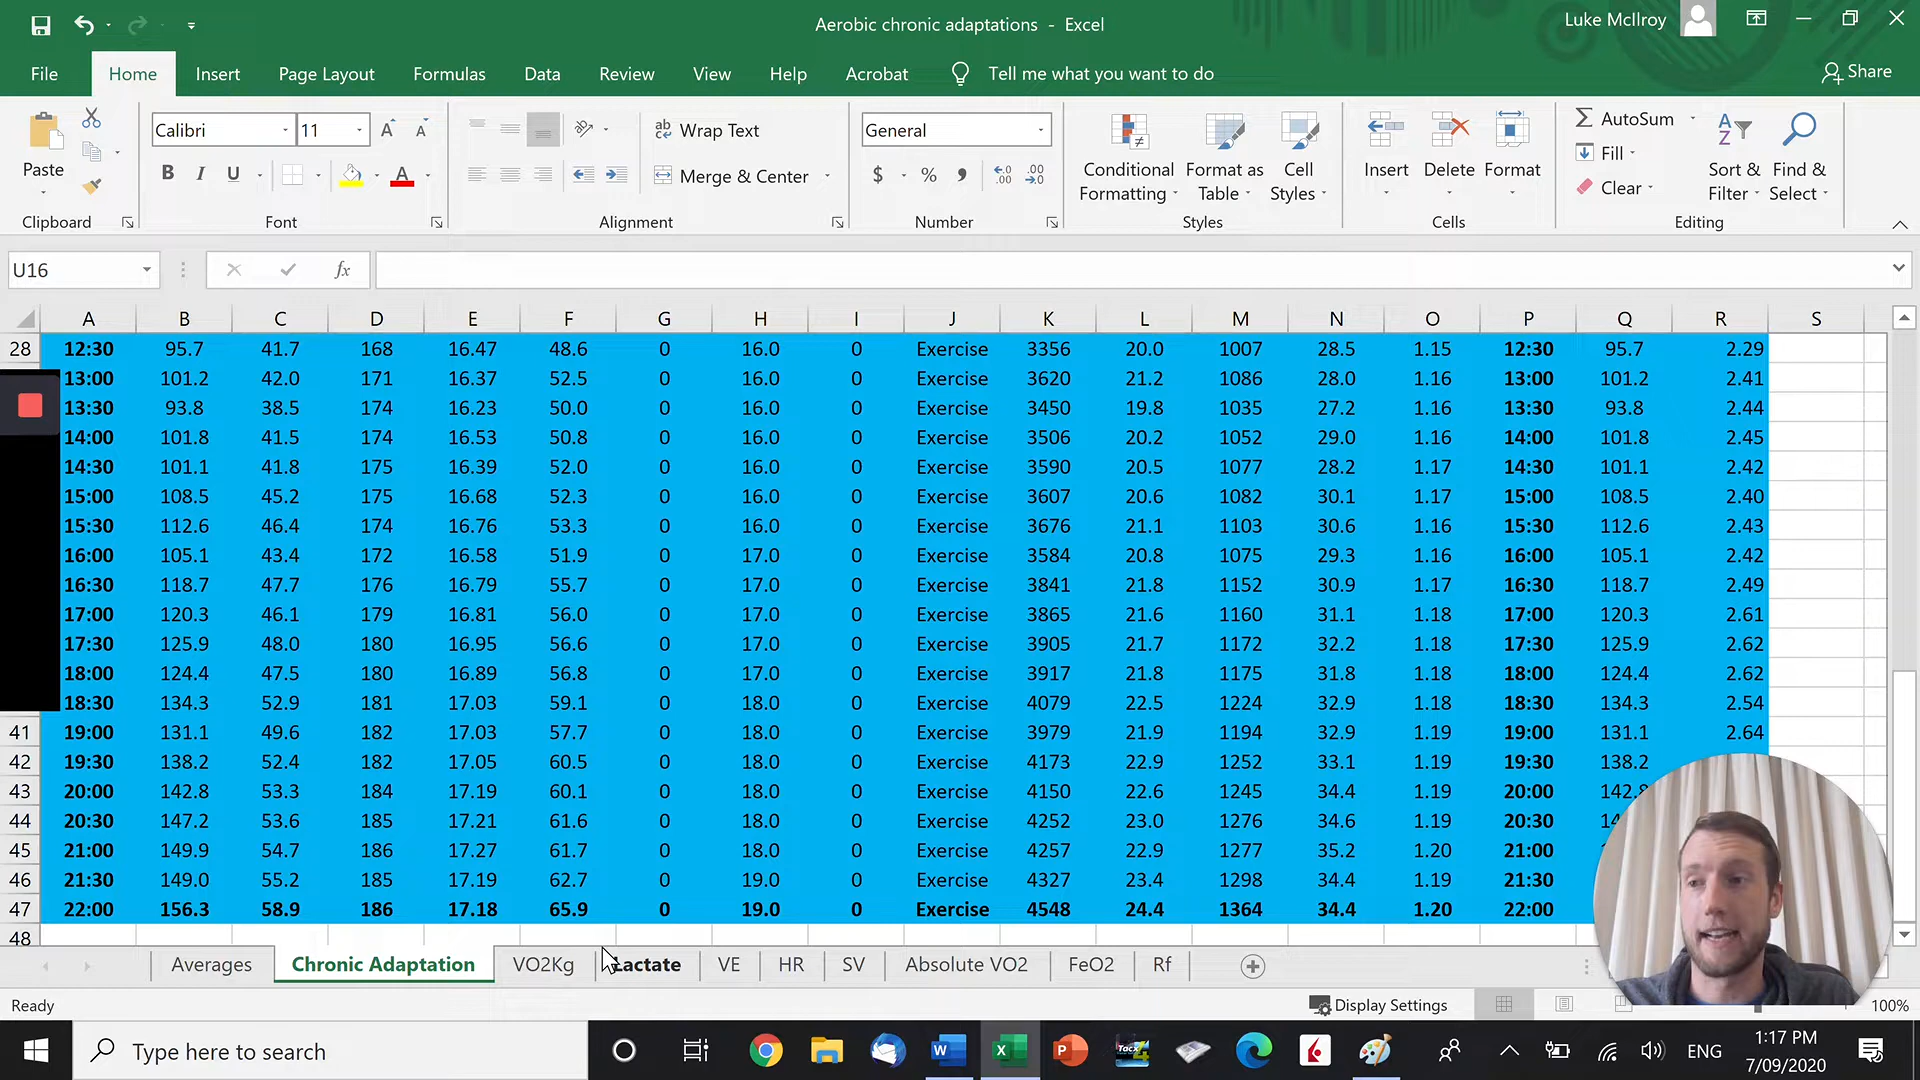 Aerobic chronic adaptations - Excel
Luke McIlroy
File Home Insert Page Layout Formulas Data Review View Help Acrobat Tell me what you want to do Share
Calibri 11 Wrap Text General AutoSum
Paste B I U Merge & Center $ % Conditional Formatting Format as Table Cell Styles Insert Delete Format Fill Clear Sort & Filter Find & Select
Clipboard Font Alignment Number Styles Cells Editing
U16 fx
A B C D E F G H I J K L M N O P Q R S
28 12:30 95.7 41.7 168 16.47 48.6 0 16.0 0 Exercise 3356 20.0 1007 28.5 1.15 12:30 95.7 2.29
13:00 101.2 42.0 171 16.37 52.5 0 16.0 0 Exercise 3620 21.2 1086 28.0 1.16 13:00 101.2 2.41
13:30 93.8 38.5 174 16.23 50.0 0 16.0 0 Exercise 3450 19.8 1035 27.2 1.16 13:30 93.8 2.44
14:00 101.8 41.5 174 16.53 50.8 0 16.0 0 Exercise 3506 20.2 1052 29.0 1.16 14:00 101.8 2.45
14:30 101.1 41.8 175 16.39 52.0 0 16.0 0 Exercise 3590 20.5 1077 28.2 1.17 14:30 101.1 2.42
15:00 108.5 45.2 175 16.68 52.3 0 16.0 0 Exercise 3607 20.6 1082 30.1 1.17 15:00 108.5 2.40
15:30 112.6 46.4 174 16.76 53.3 0 16.0 0 Exercise 3676 21.1 1103 30.6 1.16 15:30 112.6 2.43
16:00 105.1 43.4 172 16.58 51.9 0 17.0 0 Exercise 3584 20.8 1075 29.3 1.16 16:00 105.1 2.42
16:30 118.7 47.7 176 16.79 55.7 0 17.0 0 Exercise 3841 21.8 1152 30.9 1.17 16:30 118.7 2.49
17:00 120.3 46.1 179 16.81 56.0 0 17.0 0 Exercise 3865 21.6 1160 31.1 1.18 17:00 120.3 2.61
17:30 125.9 48.0 180 16.95 56.6 0 17.0 0 Exercise 3905 21.7 1172 32.2 1.18 17:30 125.9 2.62
18:00 124.4 47.5 180 16.89 56.8 0 17.0 0 Exercise 3917 21.8 1175 31.8 1.18 18:00 124.4 2.62
18:30 134.3 52.9 181 17.03 59.1 0 18.0 0 Exercise 4079 22.5 1224 32.9 1.18 18:30 134.3 2.54
41 19:00 131.1 49.6 182 17.03 57.7 0 18.0 0 Exercise 3979 21.9 1194 32.9 1.19 19:00 131.1 2.64
42 19:30 138.2 52.4 182 17.05 60.5 0 18.0 0 Exercise 4173 22.9 1252 33.1 1.19 19:30 138.2
43 20:00 142.8 53.3 184 17.19 60.1 0 18.0 0 Exercise 4150 22.6 1245 34.4 1.19 20:00 142.8
44 20:30 147.2 53.6 185 17.21 61.6 0 18.0 0 Exercise 4252 23.0 1276 34.6 1.19 20:30
45 21:00 149.9 54.7 186 17.27 61.7 0 18.0 0 Exercise 4257 22.9 1277 35.2 1.20 21:00
46 21:30 149.0 55.2 185 17.19 62.7 0 19.0 0 Exercise 4327 23.4 1298 34.4 1.19 21:30
47 22:00 156.3 58.9 186 17.18 65.9 0 19.0 0 Exercise 4548 24.4 1364 34.4 1.20 22:00
48
Averages Chronic Adaptation VO2Kg Lactate VE HR SV Absolute VO2 FeO2 Rf
Ready Display Settings 100%
Type here to search ENG 1:17 PM
7/09/2020